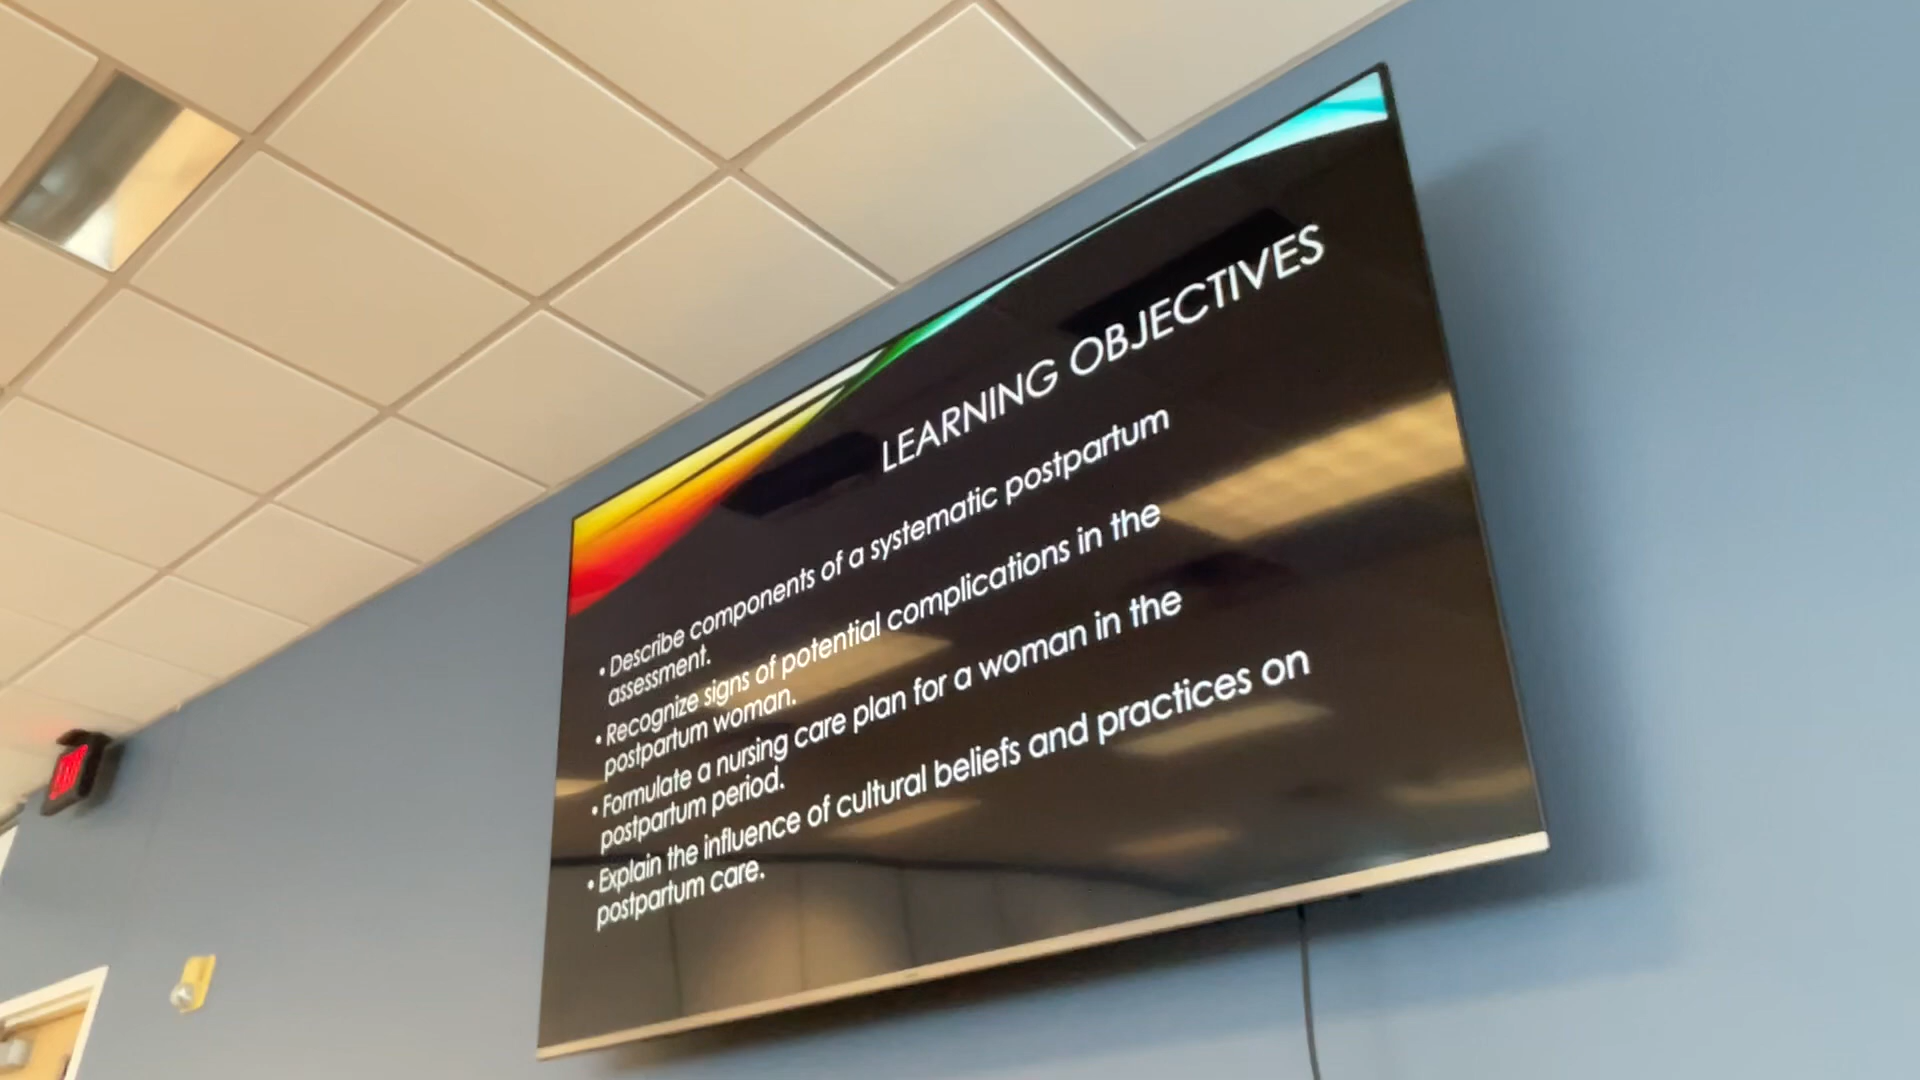 LEARNING OBJECTIVES
• Describe components of a systematic postpartum
assessment.
• Recognize signs of potential complications in the
postpartum woman.
• Formulate a nursing care plan for a woman in the
postpartum period.
• Explain the influence of cultural beliefs and practices on
postpartum care.